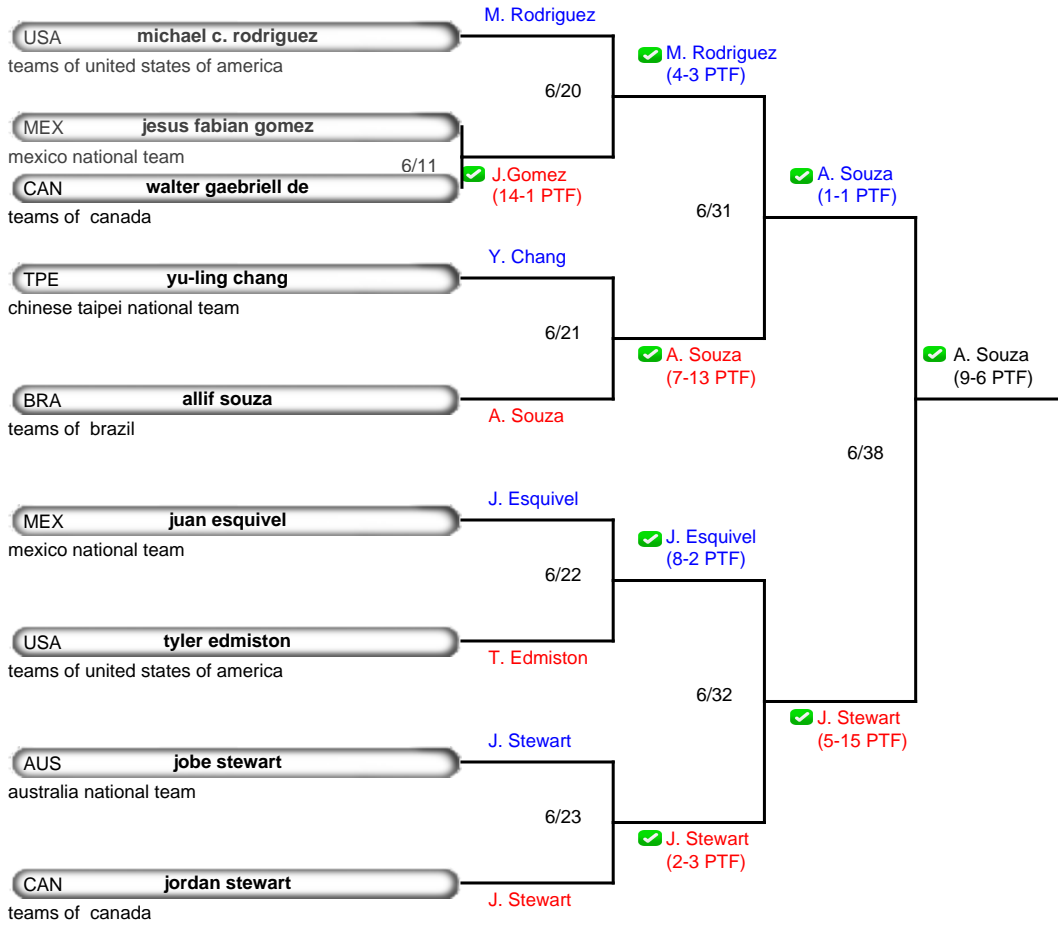 M. Rodriguez
USA michael c. rodriguez
teams of united states of america
M. Rodriguez
(4-3 PTF)
6/20
MEX jesus fabian gomez
mexico national team
6/11
J.Gomez
(14-1 PTF)
CAN walter gaebriell de
teams of canada
A. Souza
(1-1 PTF)
6/31
Y. Chang
TPE yu-ling chang
chinese taipei national team
6/21
A. Souza
(7-13 PTF)
A. Souza
(9-6 PTF)
BRA allif souza
teams of brazil
A. Souza
6/38
J. Esquivel
MEX juan esquivel
mexico national team
J. Esquivel
(8-2 PTF)
6/22
USA tyler edmiston
teams of united states of america
T. Edmiston
6/32
J. Stewart
(5-15 PTF)
J. Stewart
AUS jobe stewart
australia national team
6/23
J. Stewart
(2-3 PTF)
CAN jordan stewart
teams of canada
J. Stewart